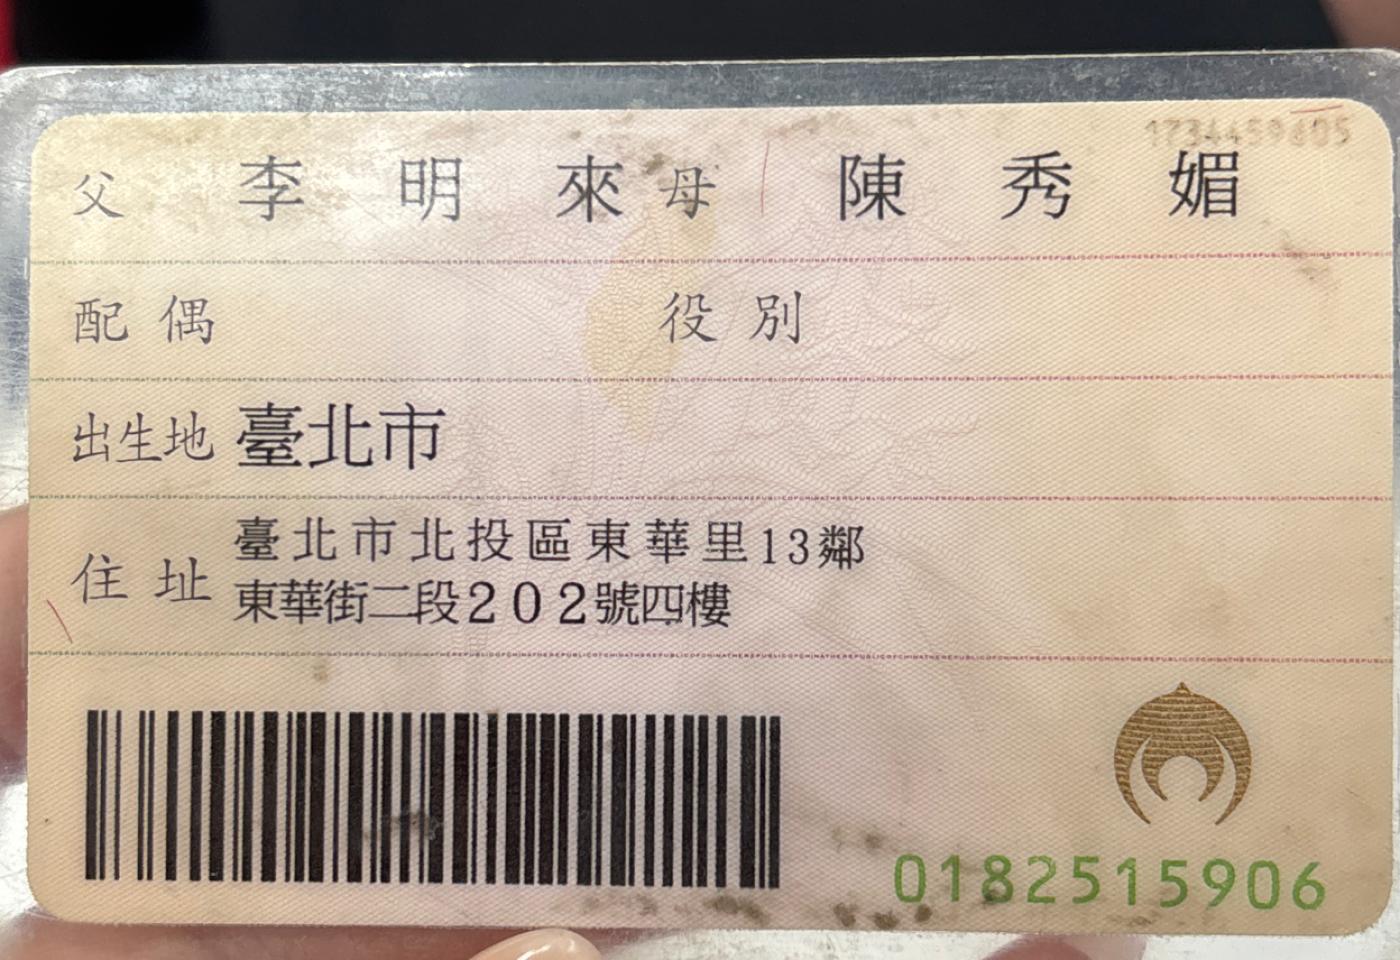 1734459605
父 李明來 母 陳秀媚
配偶 役別
出生地 臺北市
住址 臺北市北投區東華里13鄰
東華街二段202號四樓
0182515906